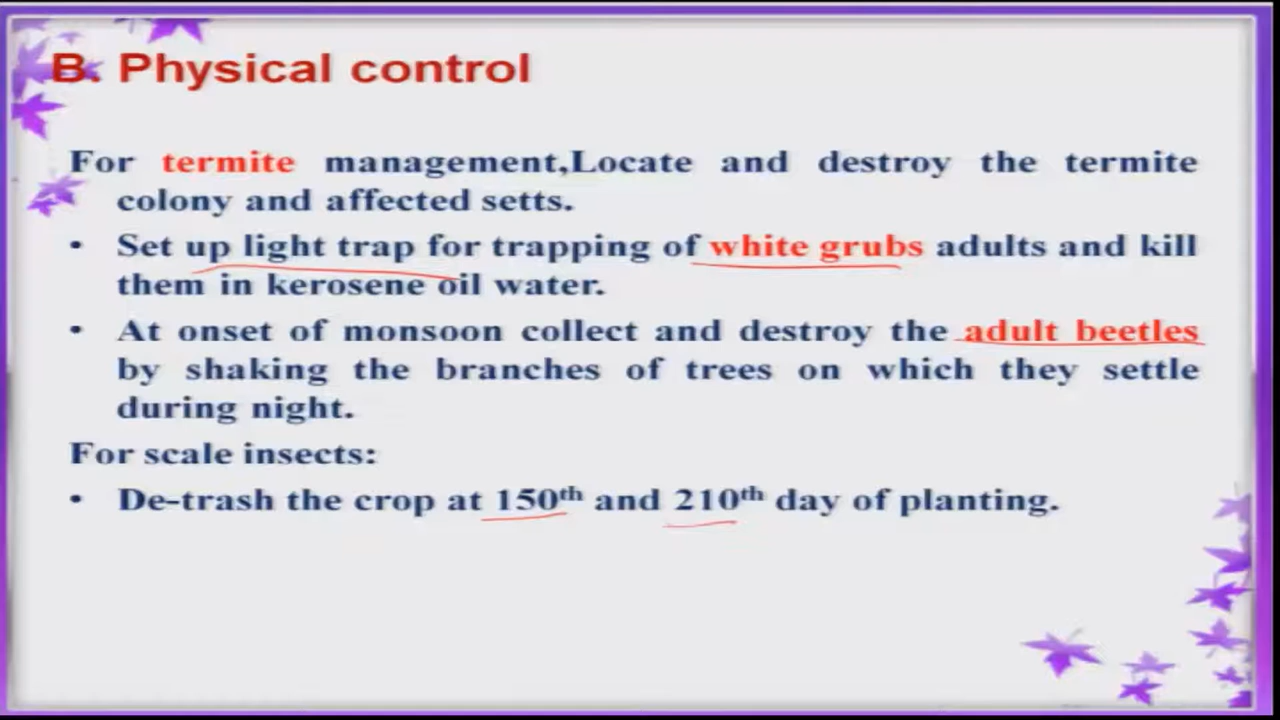 B. Physical control
For termite management,Locate and destroy the termite
colony and affected setts.
• Set up light trap for trapping of white grubs adults and kill
them in kerosene oil water.
• At onset of monsoon collect and destroy the adult beetles
by shaking the branches of trees on which they settle
during night.
For scale insects:
• De-trash the crop at 150th and 210th day of planting.